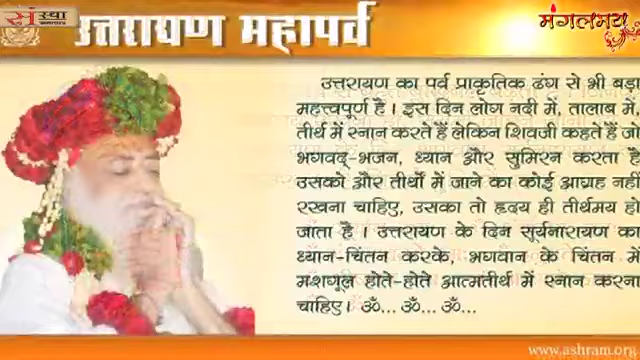 संस्था
समाचार
उत्तरायण महापर्व
मंगलमय
उत्तरायण का पर्व प्राकृतिक ढंग से भी बड़ा
महत्त्वपूर्ण है । इस दिन लोग नदी में, तालाब में,
तीर्थ में स्नान करते हैं लेकिन शिवजी कहते हैं जो
भगवद्-भजन, ध्यान और सुमिरन करता है
उसको और तीर्थों में जाने का कोई आग्रह नहीं
रखना चाहिए, उसका तो हृदय ही तीर्थमय हो
जाता है । उत्तरायण के दिन सूर्यनारायण का
ध्यान-चिंतन करके, भगवान के चिंतन में
मशगूल होते-होते आत्मतीर्थ में स्नान करना
चाहिए। ॐ... ॐ... ॐ...
www.ashram.org